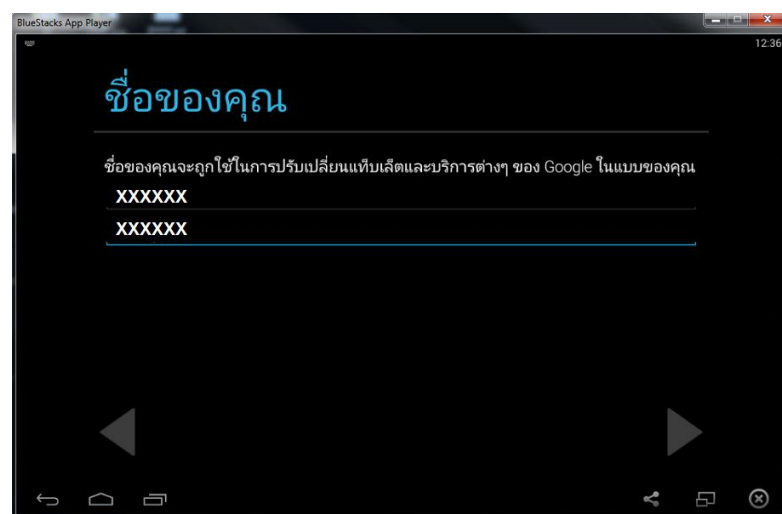 BlueStacks App Player
12:36
ชื่อของคุณ
ชื่อของคุณจะถูกใช้ในการปรับเปลี่ยนแท็บเล็ตและบริการต่างๆ ของ Google ในแบบของคุณ
XXXXXX
XXXXXX